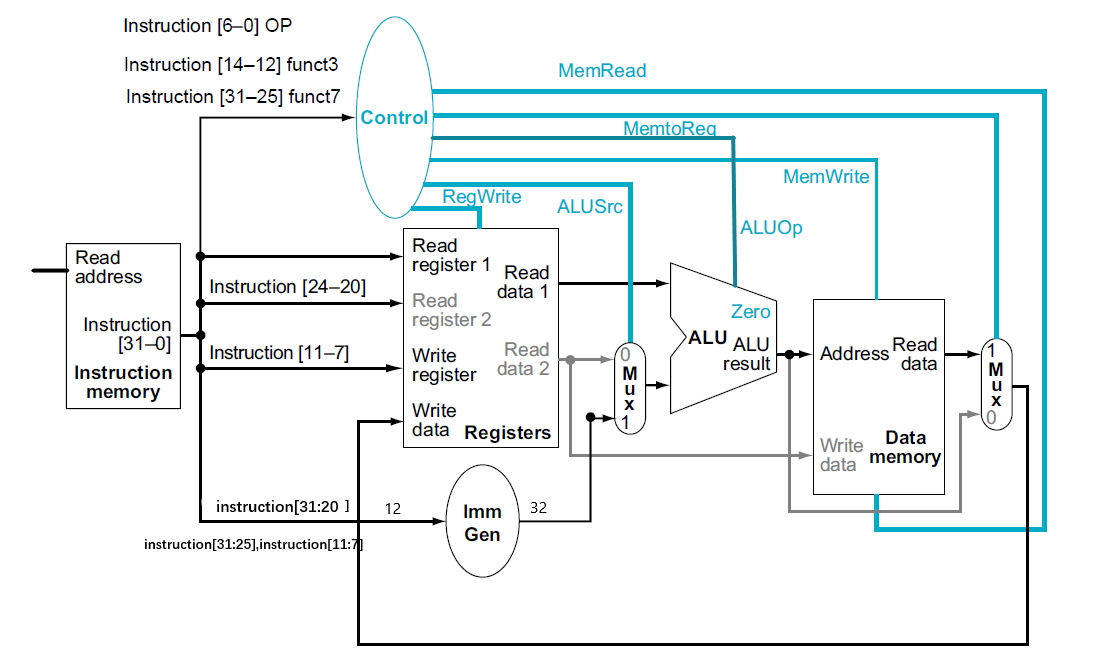 Instruction [6–0] OP
Instruction [14–12] funct3
Instruction [31–25] funct7
Control
MemRead
MemtoReq
MemWrite
RegWrite
ALUSrc
ALUOp
Read
address
Instruction
[31–0]
Instruction
memory
Instruction [24–20]
Instruction [11–7]
Read
register 1
Read
register 2
Write
register
Write
data
Read
data 1
Read
data 2
Registers
0
M
u
x
1
Zero
ALU
ALU
result
Address
Read
data
Write
data
Data
memory
1
M
u
x
0
instruction[31:20 ]
12
Imm
Gen
32
instruction[31:25],instruction[11:7]